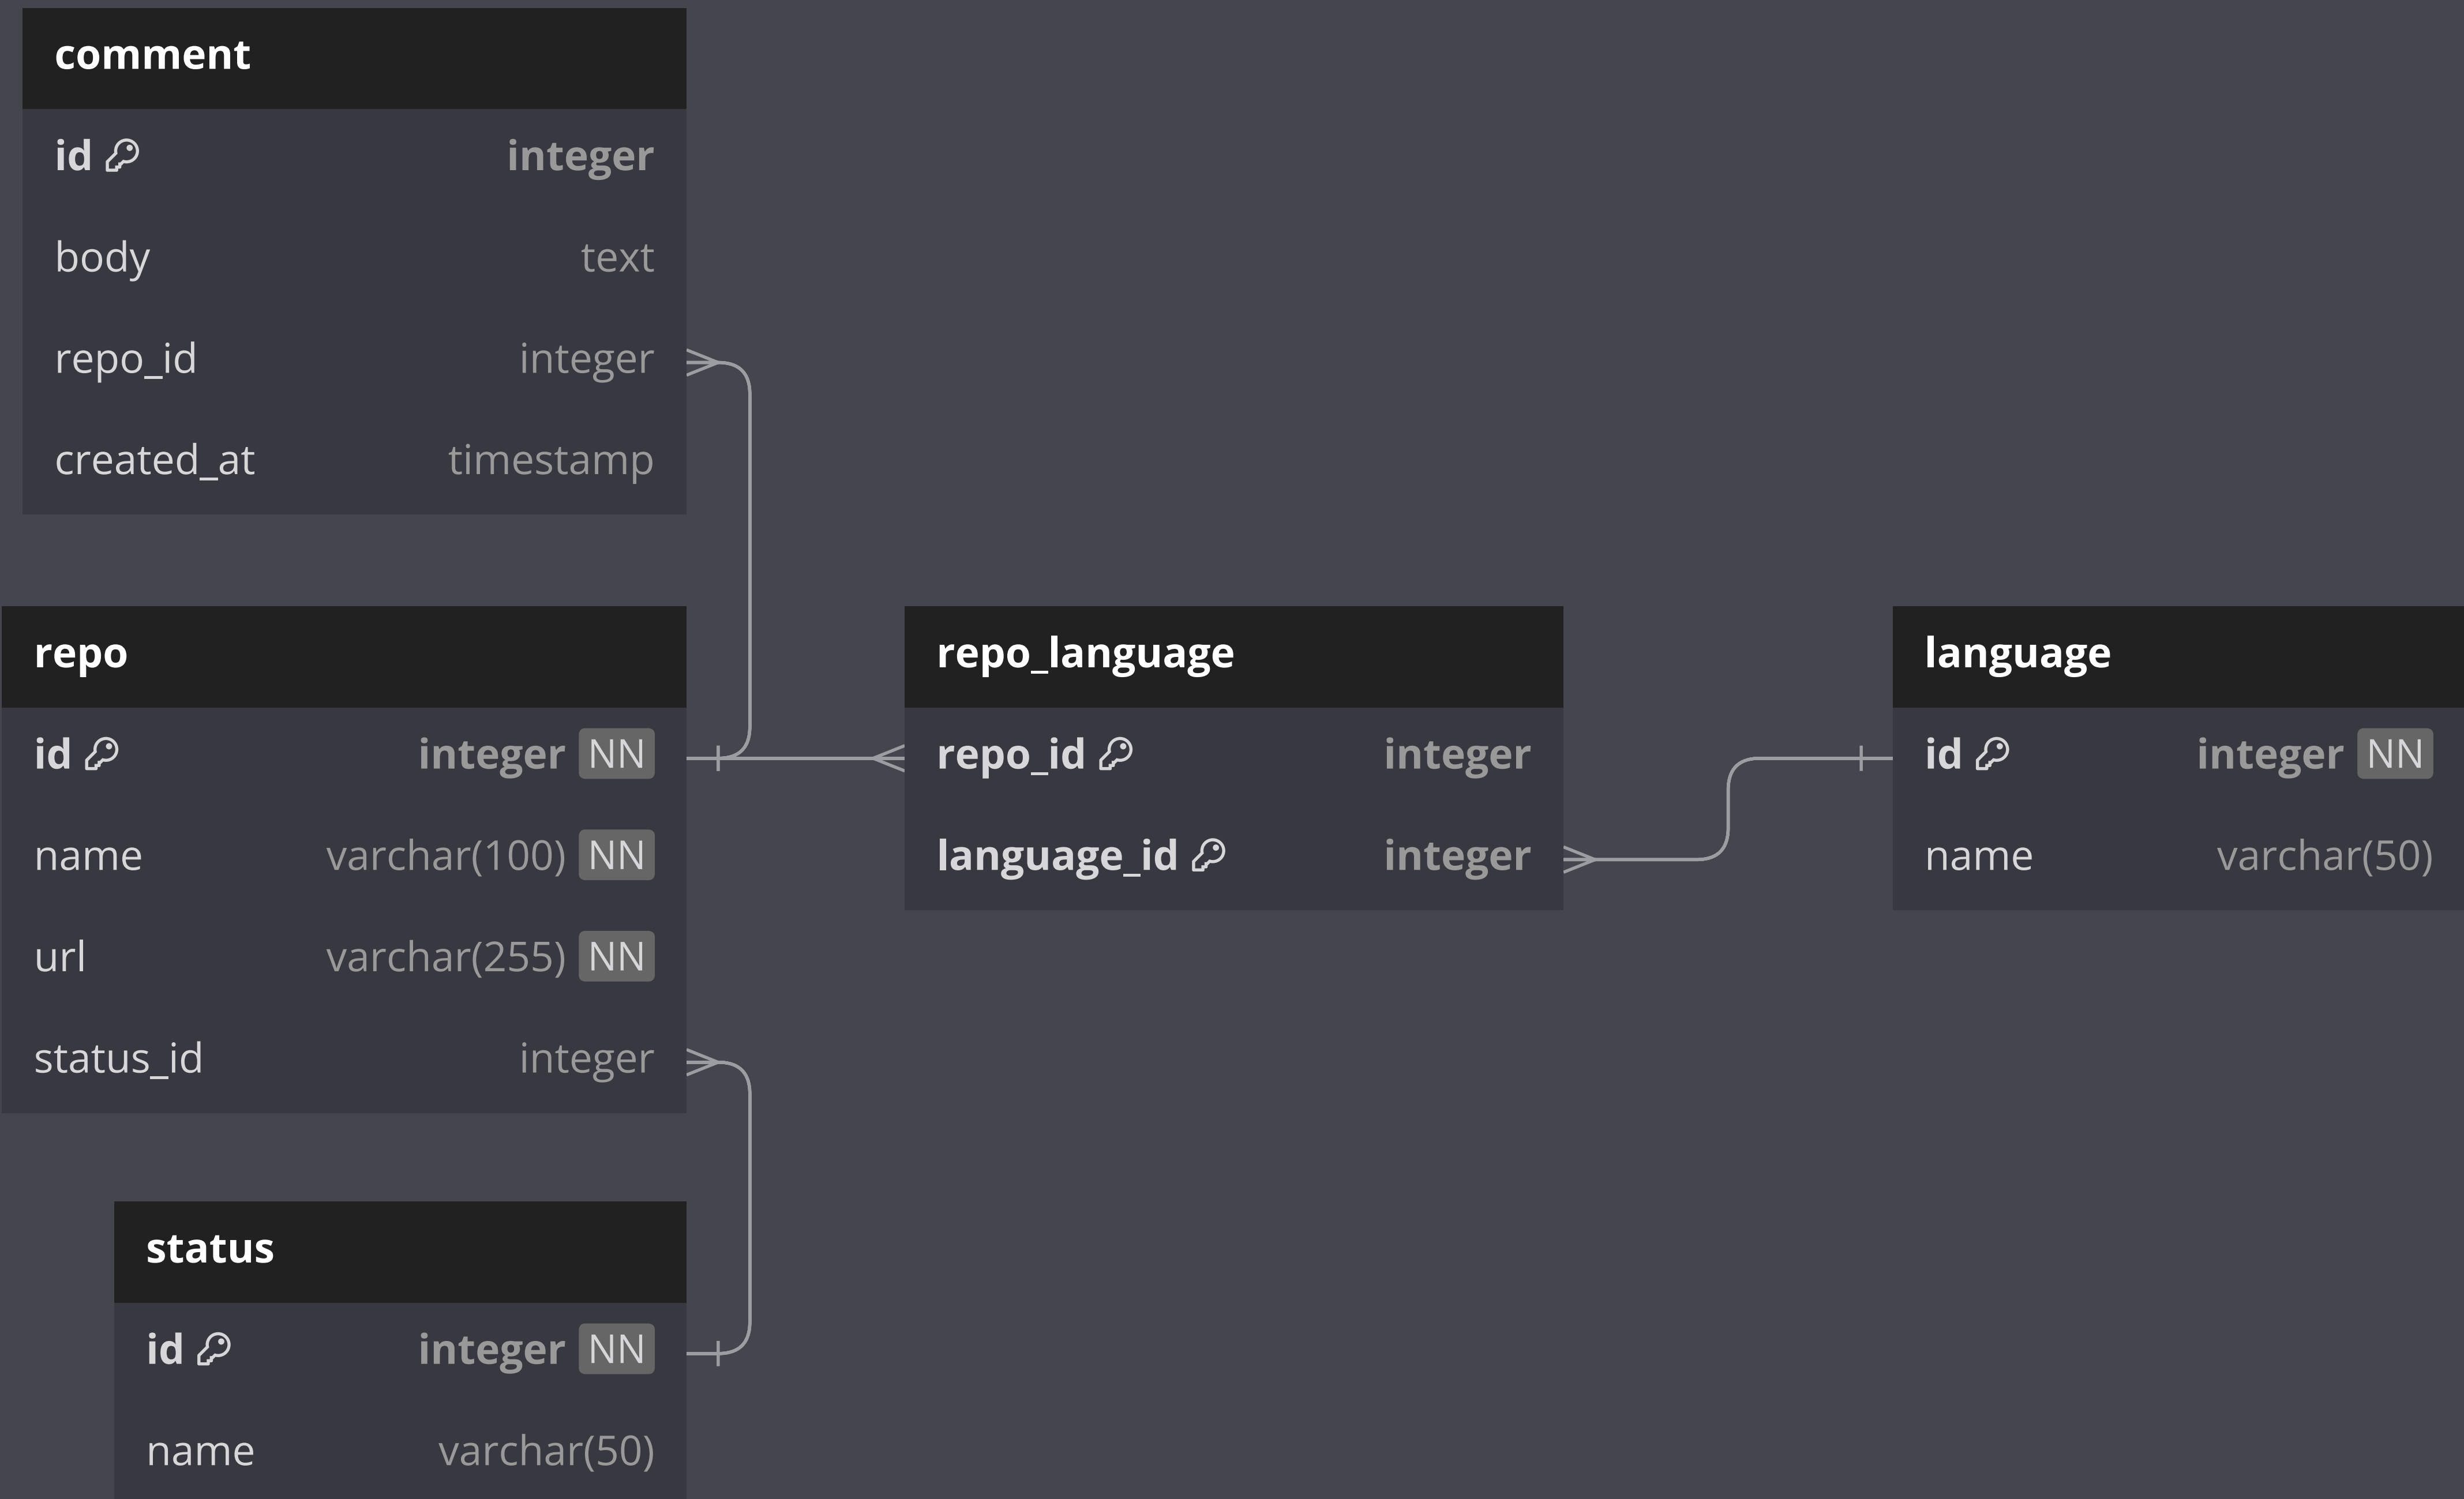 comment
id integer
body text
repo_id integer
created_at timestamp
repo
id integer NN
name varchar(100) NN
url varchar(255) NN
status_id integer
repo_language
repo_id integer
language_id integer
language
id integer NN
name varchar(50)
status
id integer NN
name varchar(50)